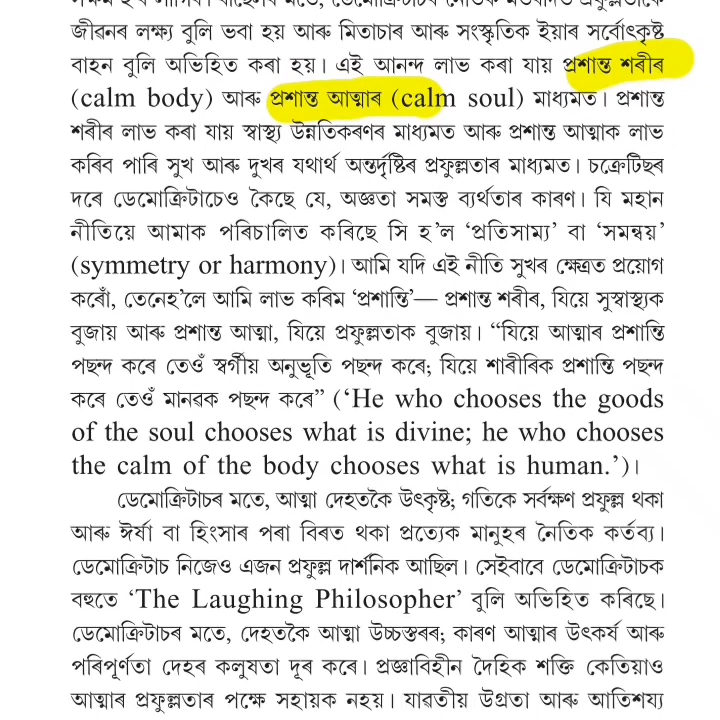 জীৱনৰ লক্ষ্য বুলি ভবা হয় আৰু মিতাচাৰ আৰু সংস্কৃতিক ইয়াৰ সৰ্বোৎকৃষ্ট
বাহন বুলি অভিহিত কৰা হয়। এই আনন্দ লাভ কৰা যায় প্ৰশান্ত শৰীৰ
(calm body) আৰু প্ৰশান্ত আত্মাৰ (calm soul) মাধ্যমত। প্ৰশান্ত
শৰীৰ লাভ কৰা যায় স্বাস্থ্য উন্নতিকৰণৰ মাধ্যমত আৰু প্ৰশান্ত আত্মাক লাভ
কৰিব পাৰি সুখ আৰু দুখৰ যথাৰ্থ অন্তৰ্দৃষ্টিৰ প্ৰফুল্লতাৰ মাধ্যমত। চক্ৰেটিছৰ
দৰে ডেমোক্ৰিটাচেও কৈছে যে, অজ্ঞতা সমস্ত ব্যৰ্থতাৰ কাৰণ। যি মহান
নীতিয়ে আমাক পৰিচালিত কৰিছে সি হ’ল ‘প্ৰতিসাম্য’ বা ‘সমন্বয়’
(symmetry or harmony)। আমি যদি এই নীতি সুখৰ ক্ষেত্ৰত প্ৰয়োগ
কৰোঁ, তেনেহ’লে আমি লাভ কৰিম ‘প্ৰশান্তি’— প্ৰশান্ত শৰীৰ, যিয়ে সুস্বাস্থ্যক
বুজায় আৰু প্ৰশান্ত আত্মা, যিয়ে প্ৰফুল্লতাক বুজায়। “যিয়ে আত্মাৰ প্ৰশান্তি
পছন্দ কৰে তেওঁ স্বৰ্গীয় অনুভূতি পছন্দ কৰে; যিয়ে শাৰীৰিক প্ৰশান্তি পছন্দ
কৰে তেওঁ মানৱক পছন্দ কৰে” (‘He who chooses the goods
of the soul chooses what is divine; he who chooses
the calm of the body chooses what is human.’)।
ডেমোক্ৰিটাচৰ মতে, আত্মা দেহতকৈ উৎকৃষ্ট; গতিকে সৰ্বক্ষণ প্ৰফুল্ল থকা
আৰু ঈৰ্ষা বা হিংসাৰ পৰা বিৰত থকা প্ৰত্যেক মানুহৰ নৈতিক কৰ্তব্য।
ডেমোক্ৰিটাচ নিজেও এজন প্ৰফুল্ল দাৰ্শনিক আছিল। সেইবাবে ডেমোক্ৰিটাচক
বহুতে ‘The Laughing Philosopher’ বুলি অভিহিত কৰিছে।
ডেমোক্ৰিটাচৰ মতে, দেহতকৈ আত্মা উচ্চস্তৰৰ; কাৰণ আত্মাৰ উৎকৰ্ষ আৰু
পৰিপূৰ্ণতা দেহৰ কলুষতা দূৰ কৰে। প্ৰজ্ঞাবিহীন দৈহিক শক্তি কেতিয়াও
আত্মাৰ প্ৰফুল্লতাৰ পক্ষে সহায়ক নহয়। যাৱতীয় উগ্ৰতা আৰু আতিশয্য